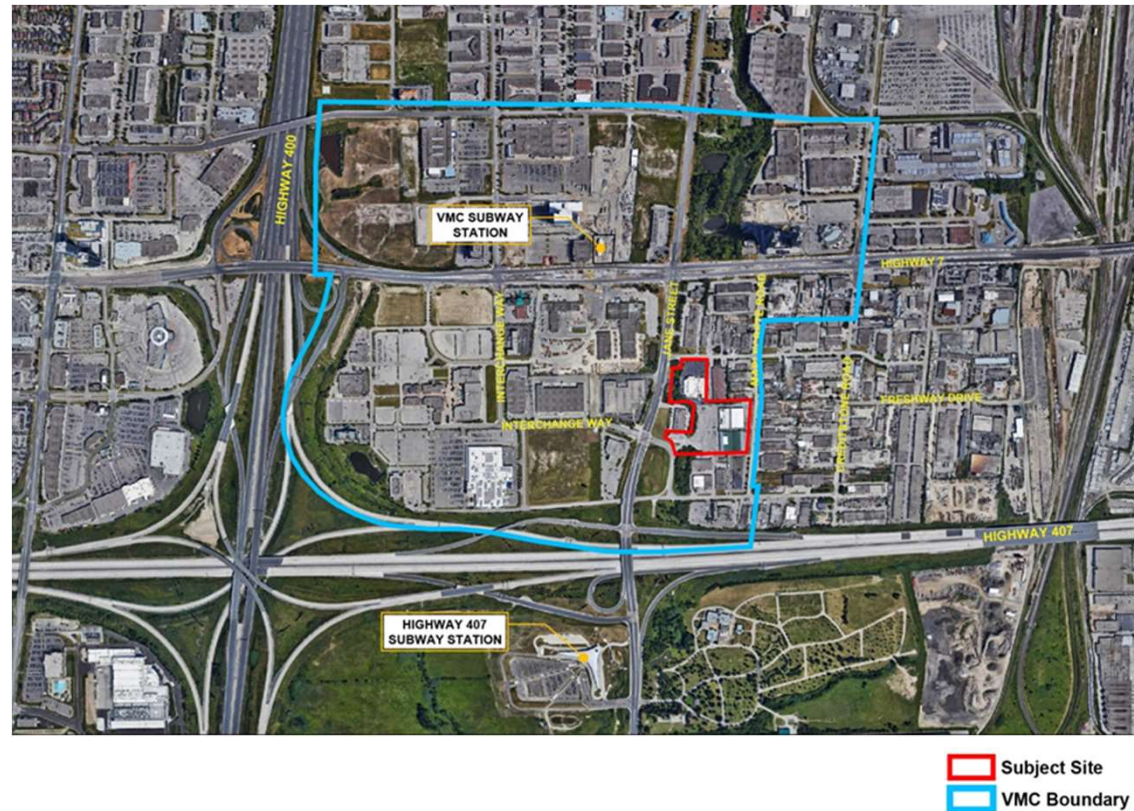 HIGHWAY 400
VMC SUBWAY
STATION
HIGHWAY 7
INTERCHANGE WAY
JANE STREET
FRESHWAY DRIVE
INTERCHANGE WAY
HIGHWAY 407
HIGHWAY 407
SUBWAY STATION
Subject Site
VMC Boundary